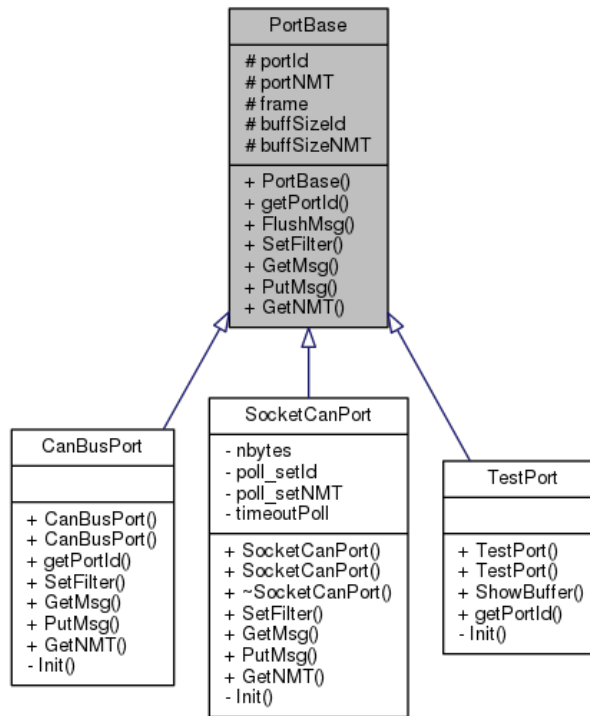 PortBase
# portId
# portNMT
# frame
# buffSizeId
# buffSizeNMT
+ PortBase()
+ getPortId()
+ FlushMsg()
+ SetFilter()
+ GetMsg()
+ PutMsg()
+ GetNMT()
CanBusPort
+ CanBusPort()
+ CanBusPort()
+ getPortId()
+ SetFilter()
+ GetMsg()
+ PutMsg()
+ GetNMT()
- Init()
SocketCanPort
- nbytes
- poll_setId
- poll_setNMT
- timeoutPoll
+ SocketCanPort()
+ SocketCanPort()
+ ~SocketCanPort()
+ SetFilter()
+ GetMsg()
+ PutMsg()
+ GetNMT()
- Init()
TestPort
+ TestPort()
+ TestPort()
+ ShowBuffer()
+ getPortId()
- Init()